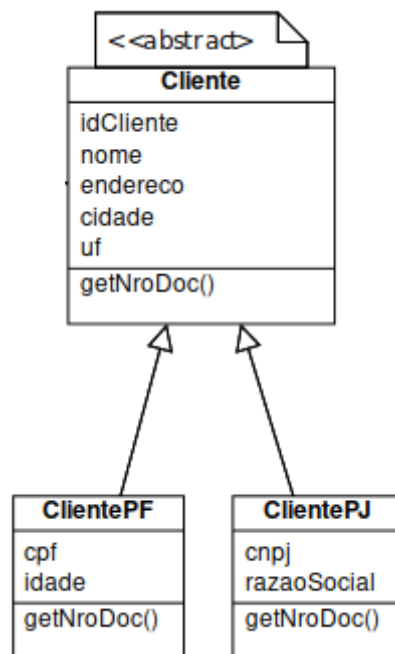 <<abstract>
Cliente
idCliente
nome
endereco
cidade
uf
getNroDoc()
ClientePF
cpf
idade
getNroDoc()
ClientePJ
cnpj
razaoSocial
getNroDoc()